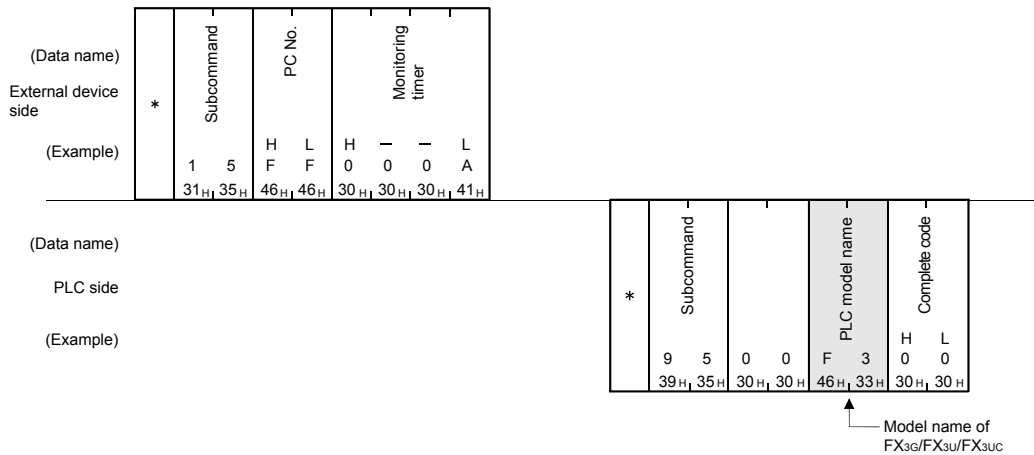 (Data name)
External device
side
(Example)
*
Subcommand
PC No.
Monitoring
timer
H L H – – L
1 5 F F 0 0 0 A
31H 35H 46H 46H 30H 30H 30H 41H
(Data name)
PLC side
(Example)
*
Subcommand
PLC model name
Complete code
H L
9 5 0 0 F 3 0 0
39H 35H 30H 30H 46H 33H 30H 30H
Model name of
FX3G/FX3U/FX3UC